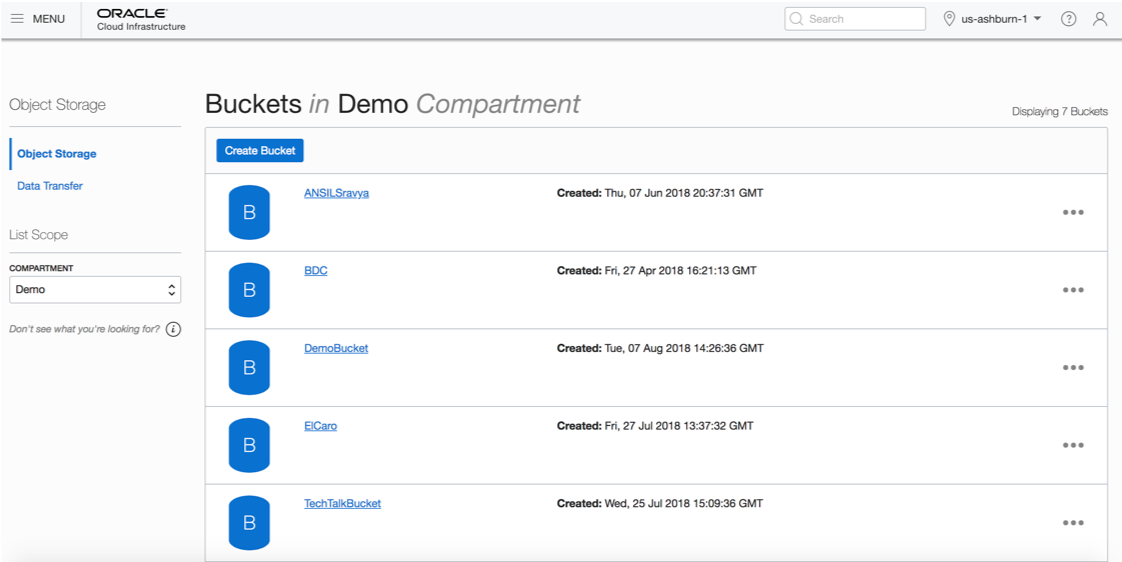 MENU
ORACLE
Cloud Infrastructure
Search
us-ashburn-1
?
Object Storage
Object Storage
Data Transfer
List Scope
COMPARTMENT
Demo
Don't see what you're looking for? i
Buckets in Demo Compartment
Displaying 7 Buckets
Create Bucket
B
ANSILSravya
Created: Thu, 07 Jun 2018 20:37:31 GMT
B
BDC
Created: Fri, 27 Apr 2018 16:21:13 GMT
B
DemoBucket
Created: Tue, 07 Aug 2018 14:26:36 GMT
B
ElCaro
Created: Fri, 27 Jul 2018 13:37:32 GMT
B
TechTalkBucket
Created: Wed, 25 Jul 2018 15:09:36 GMT